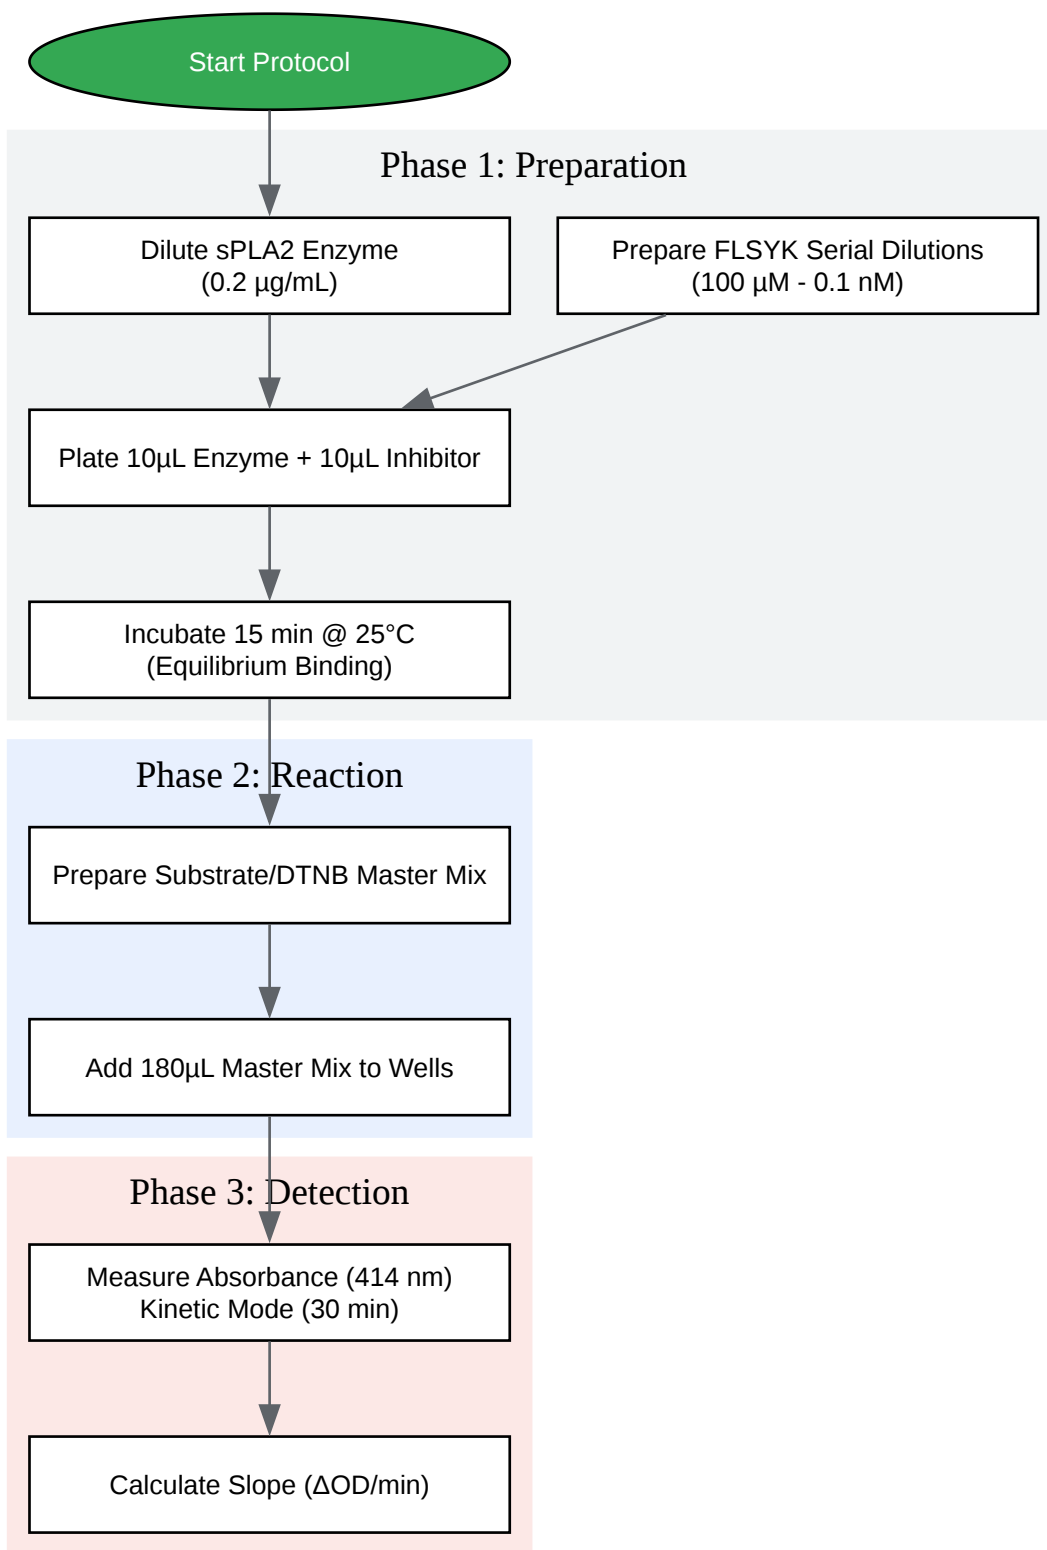 Start Protocol
Phase 1: Preparation
Dilute sPLA2 Enzyme
(0.2 µg/mL)
Prepare FLSYK Serial Dilutions
(100 µM - 0.1 nM)
Plate 10µL Enzyme + 10µL Inhibitor
Incubate 15 min @ 25°C
(Equilibrium Binding)
Phase 2: Reaction
Prepare Substrate/DTNB Master Mix
Add 180µL Master Mix to Wells
Phase 3: Detection
Measure Absorbance (414 nm)
Kinetic Mode (30 min)
Calculate Slope (ΔOD/min)